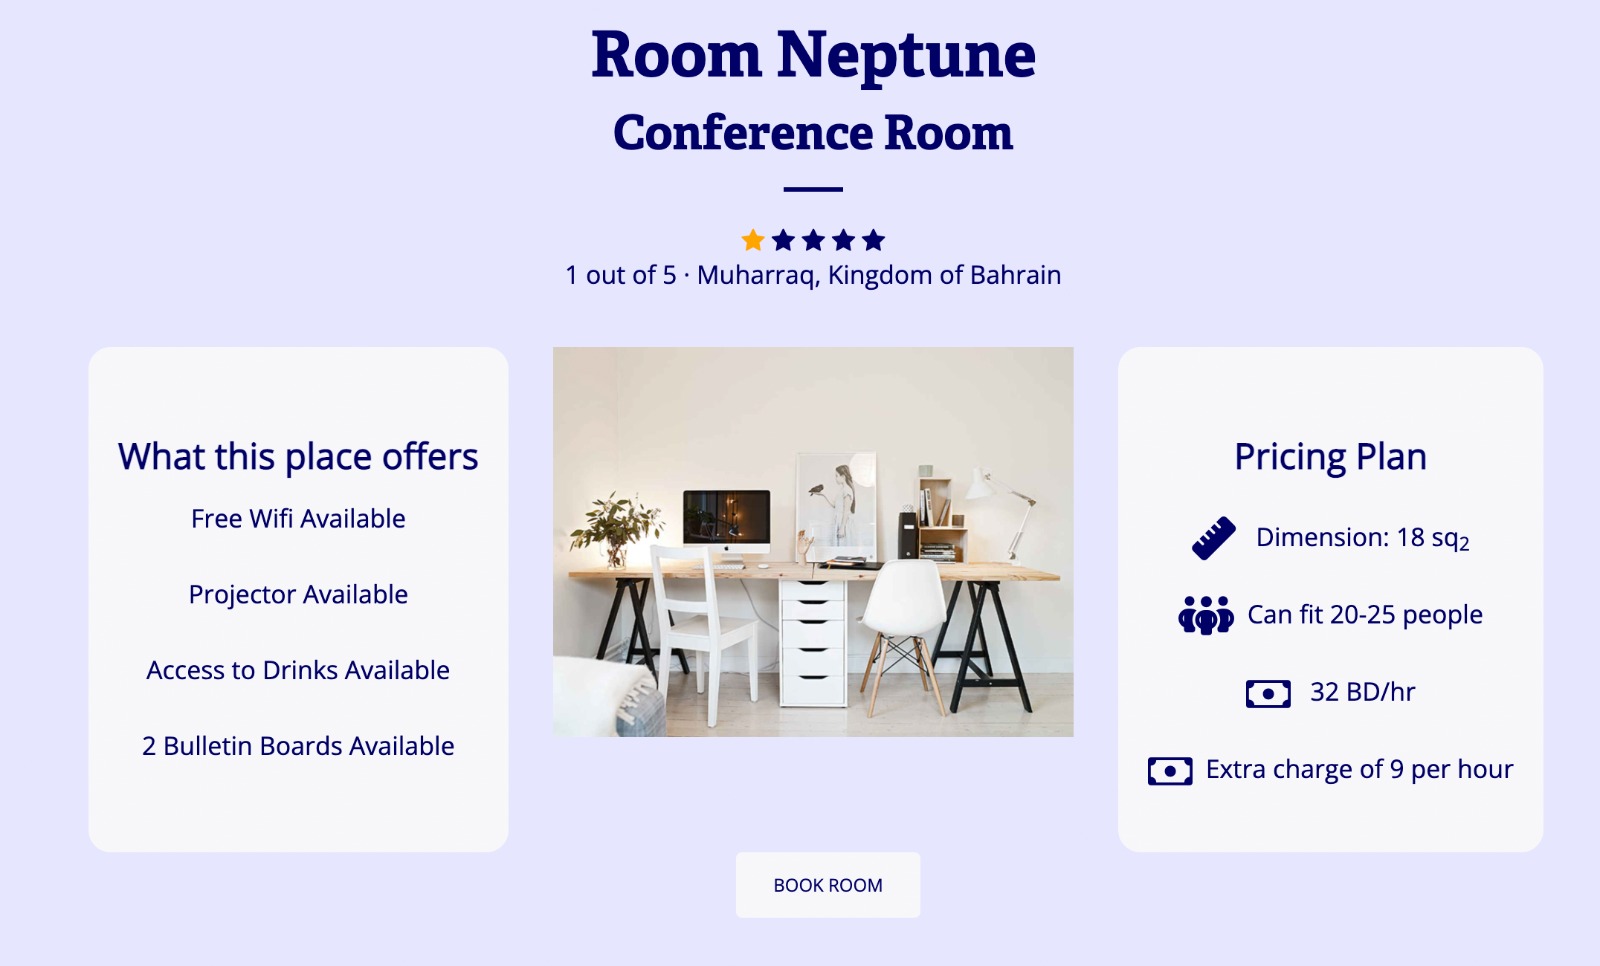 Room Neptune
Conference Room
1 out of 5 · Muharraq, Kingdom of Bahrain
What this place offers
Free Wifi Available
Projector Available
Access to Drinks Available
2 Bulletin Boards Available
Pricing Plan
Dimension: 18 sq₂
Can fit 20-25 people
32 BD/hr
Extra charge of 9 per hour
BOOK ROOM